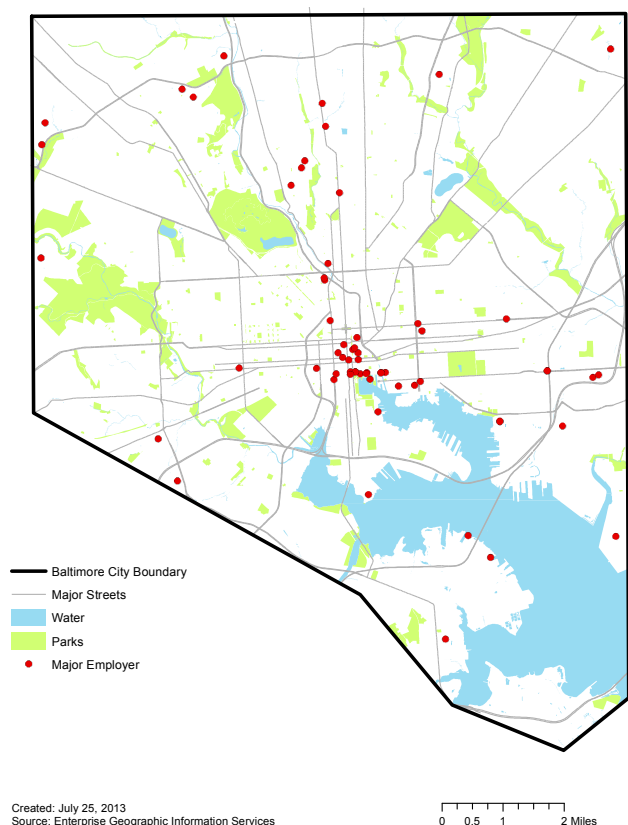 Baltimore City Boundary
Major Streets
Water
Parks
Major Employer
Created: July 25, 2013
Source: Enterprise Geographic Information Services
0 0.5 1 2 Miles